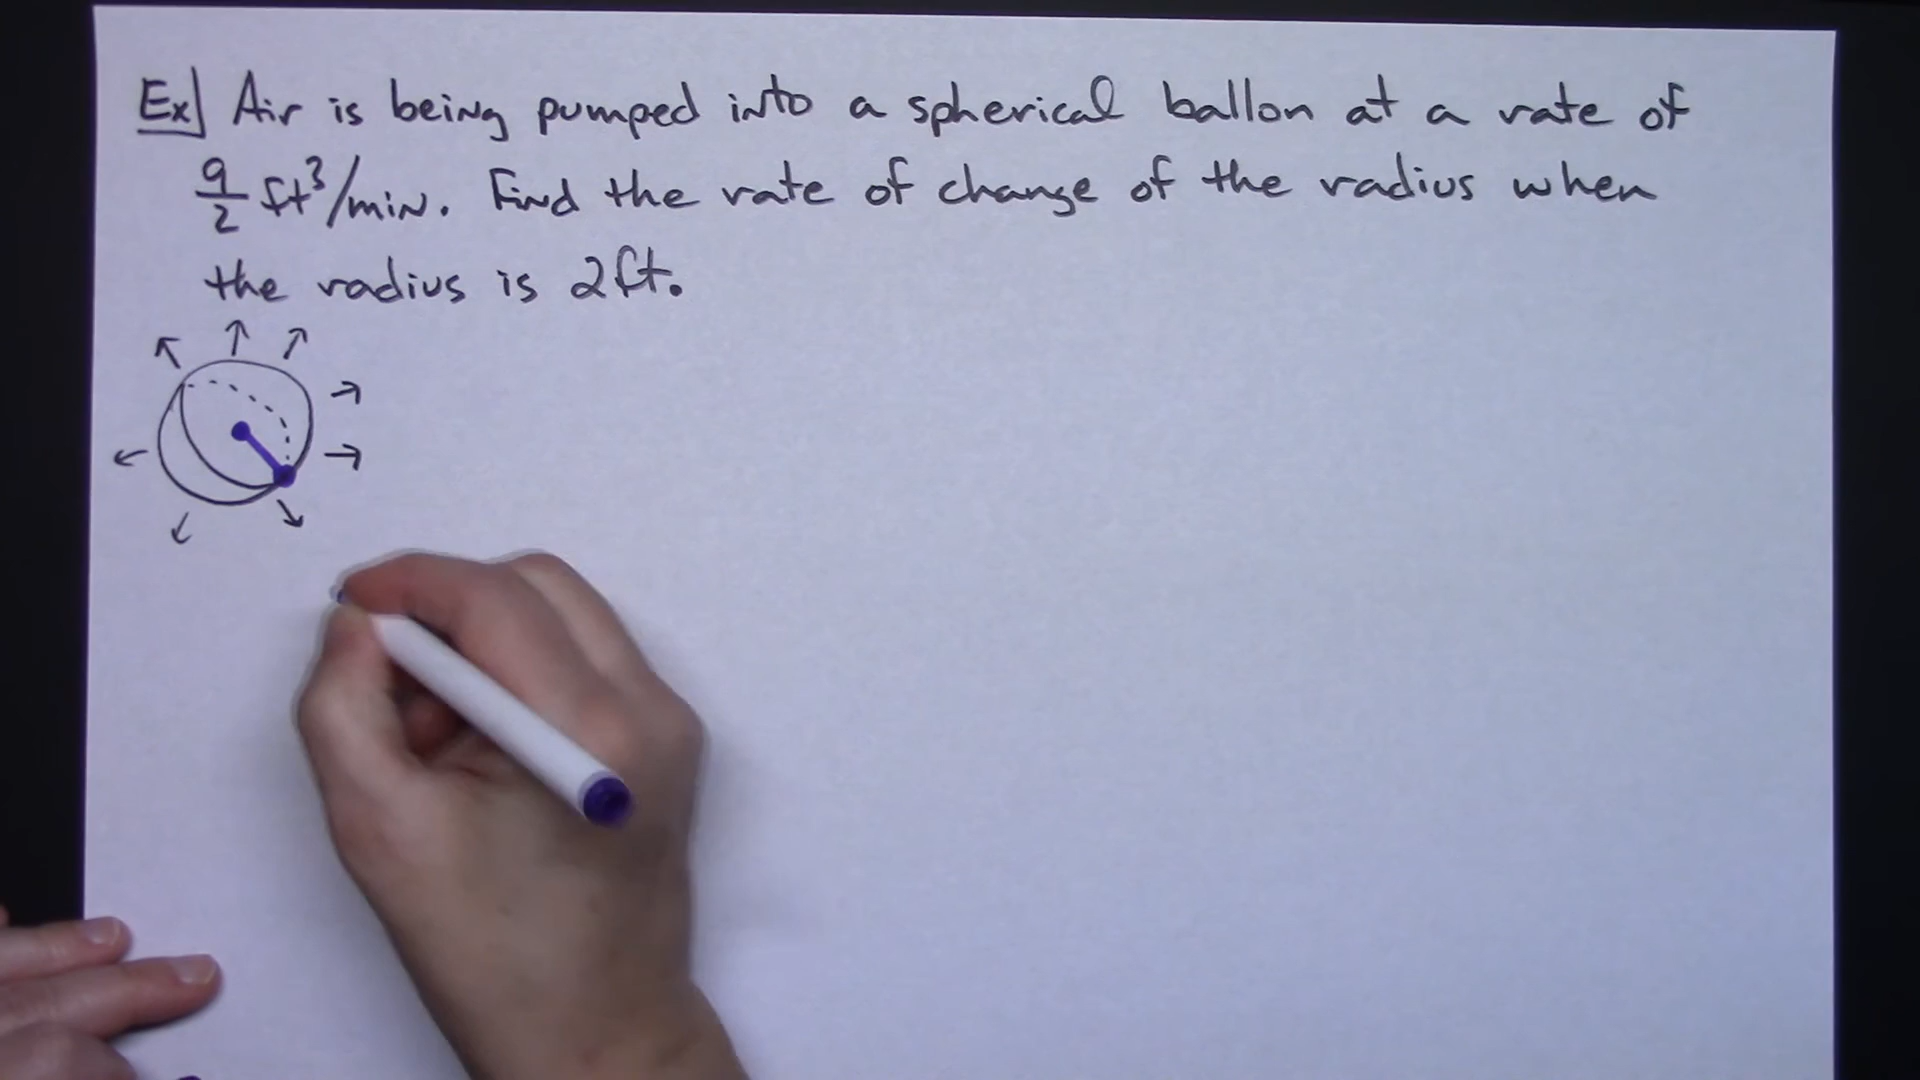 Ex] Air is being pumped into a spherical ballon at a rate of
9/2 ft³/min. Find the rate of change of the radius when
the radius is 2ft.